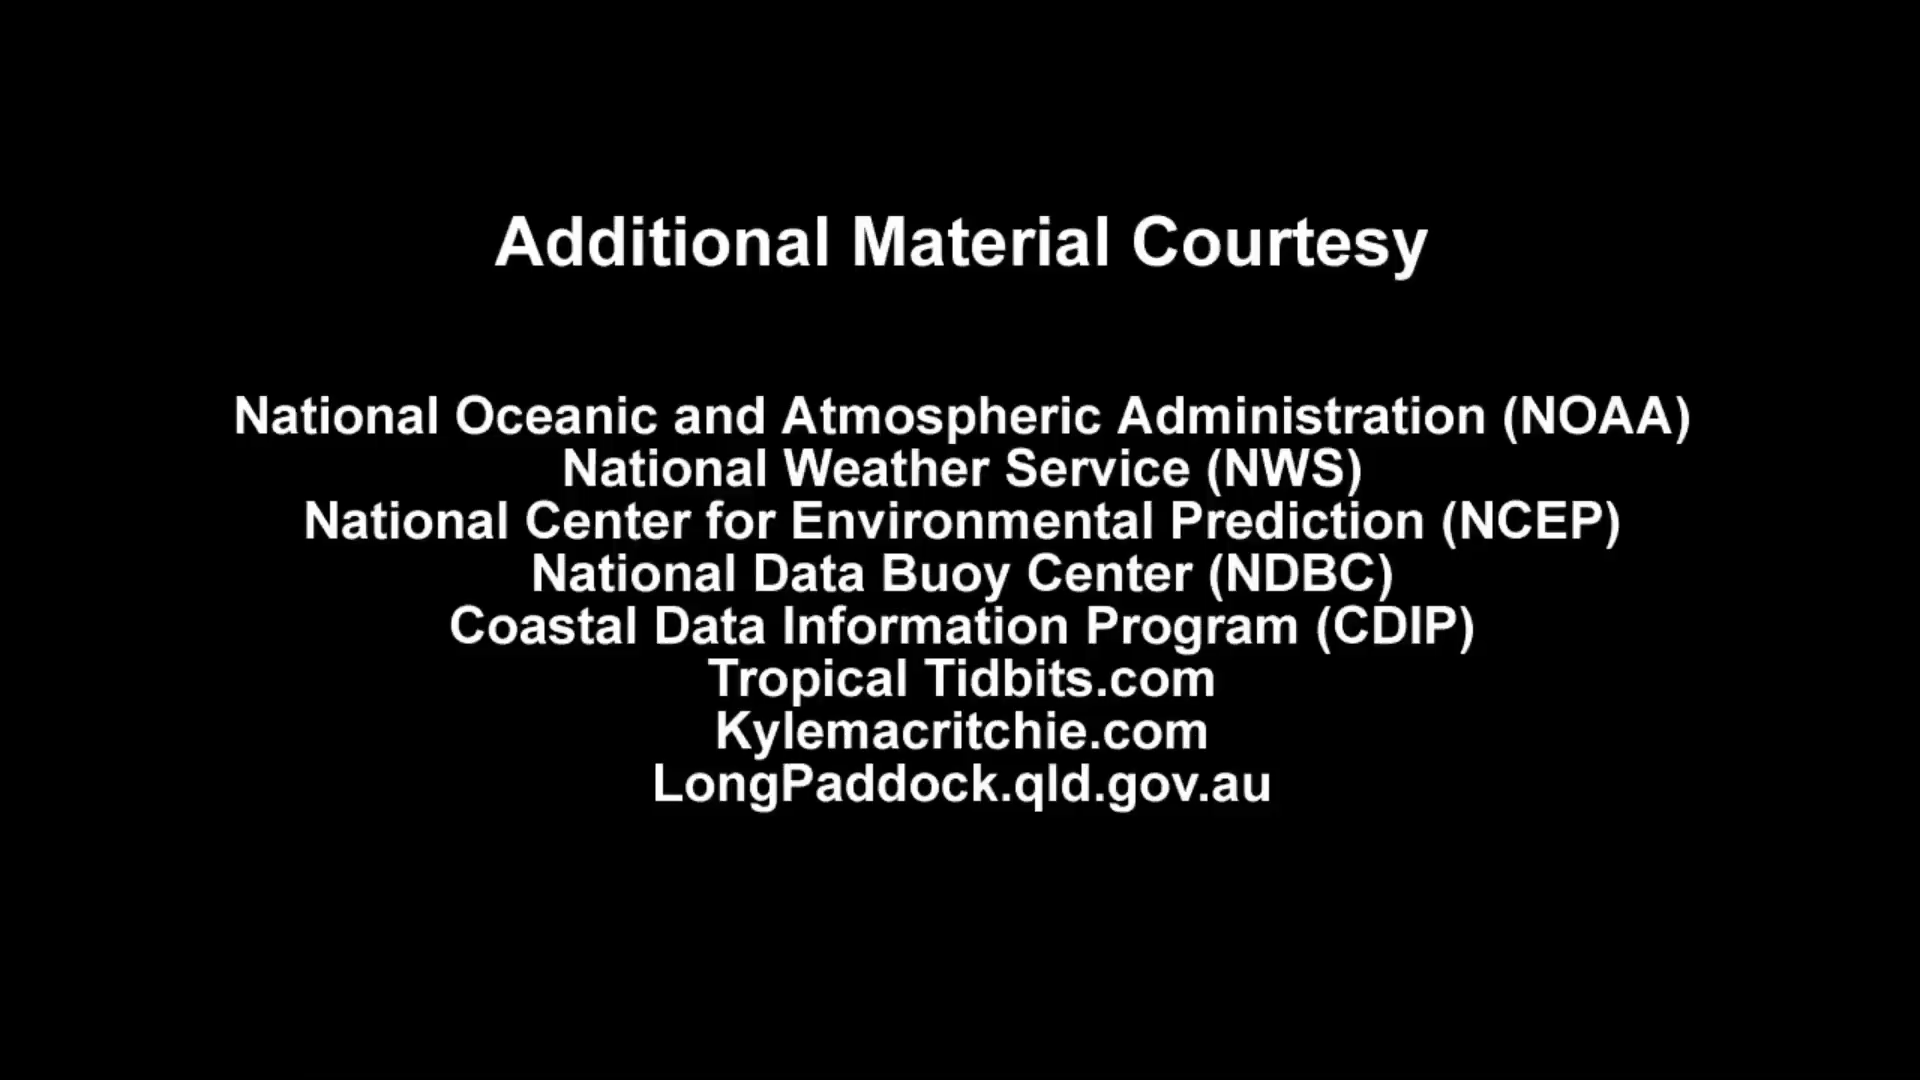 Additional Material Courtesy
National Oceanic and Atmospheric Administration (NOAA)
National Weather Service (NWS)
National Center for Environmental Prediction (NCEP)
National Data Buoy Center (NDBC)
Coastal Data Information Program (CDIP)
Tropical Tidbits.com
Kylemacritchie.com
LongPaddock.qld.gov.au